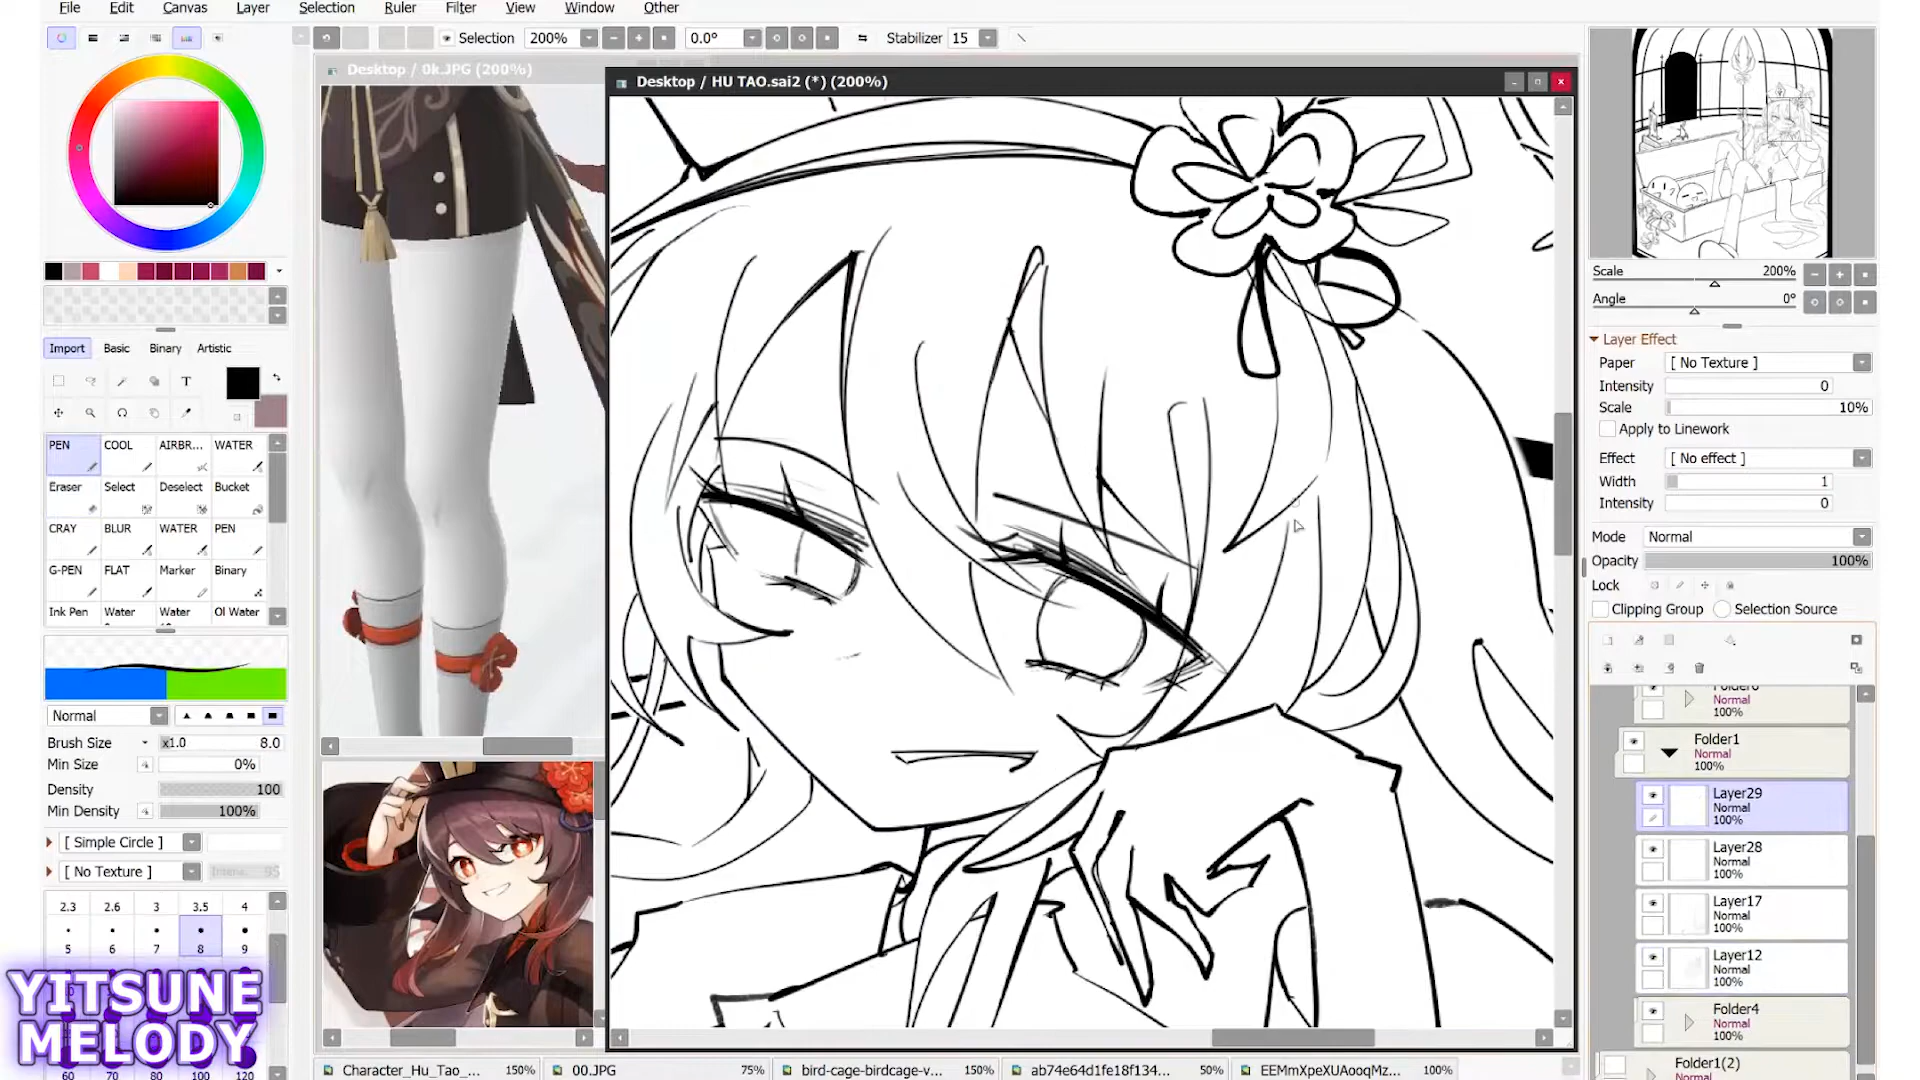 File Edit Canvas Layer Selection Ruler Filter View Window Other
Selection 200% 0.0° Stabilizer 15
Desktop / 0k.JPG (200%)
Desktop / HU TAO.sai2 (*) (200%)
Scale 200%
Angle 0°
Layer Effect
Paper [ No Texture ]
Intensity 0
Scale 10%
Apply to Linework
Effect [ No effect ]
Width 1
Intensity 0
Mode Normal
Opacity 100%
Lock
Clipping Group Selection Source
Folder6
Normal
100%
Folder1
Normal
100%
Layer29
Normal
100%
Layer28
Normal
100%
Layer17
Normal
100%
Layer12
Normal
100%
Folder4
Normal
100%
Folder1(2)
Normal
Import Basic Binary Artistic
T
PEN COOL AIRBR... WATER
Eraser Select Deselect Bucket
CRAY BLUR WATER PEN
G-PEN FLAT Marker Binary
Ink Pen Water Water Ol Water
Normal
Brush Size x1.0 8.0
Min Size 0%
Density 100
Min Density 100%
[ Simple Circle ]
[ No Texture ] 95
2.3 2.6 3 3.5 4
5 6 7 8 9
YITSUNE
MELODY
60 70 80 100 120
Character_Hu_Tao_... 150% 00.JPG 75% bird-cage-birdcage-v... 150% ab74e64d1fe18f134... 50% EEMmXpeXUAooqMz... 100%